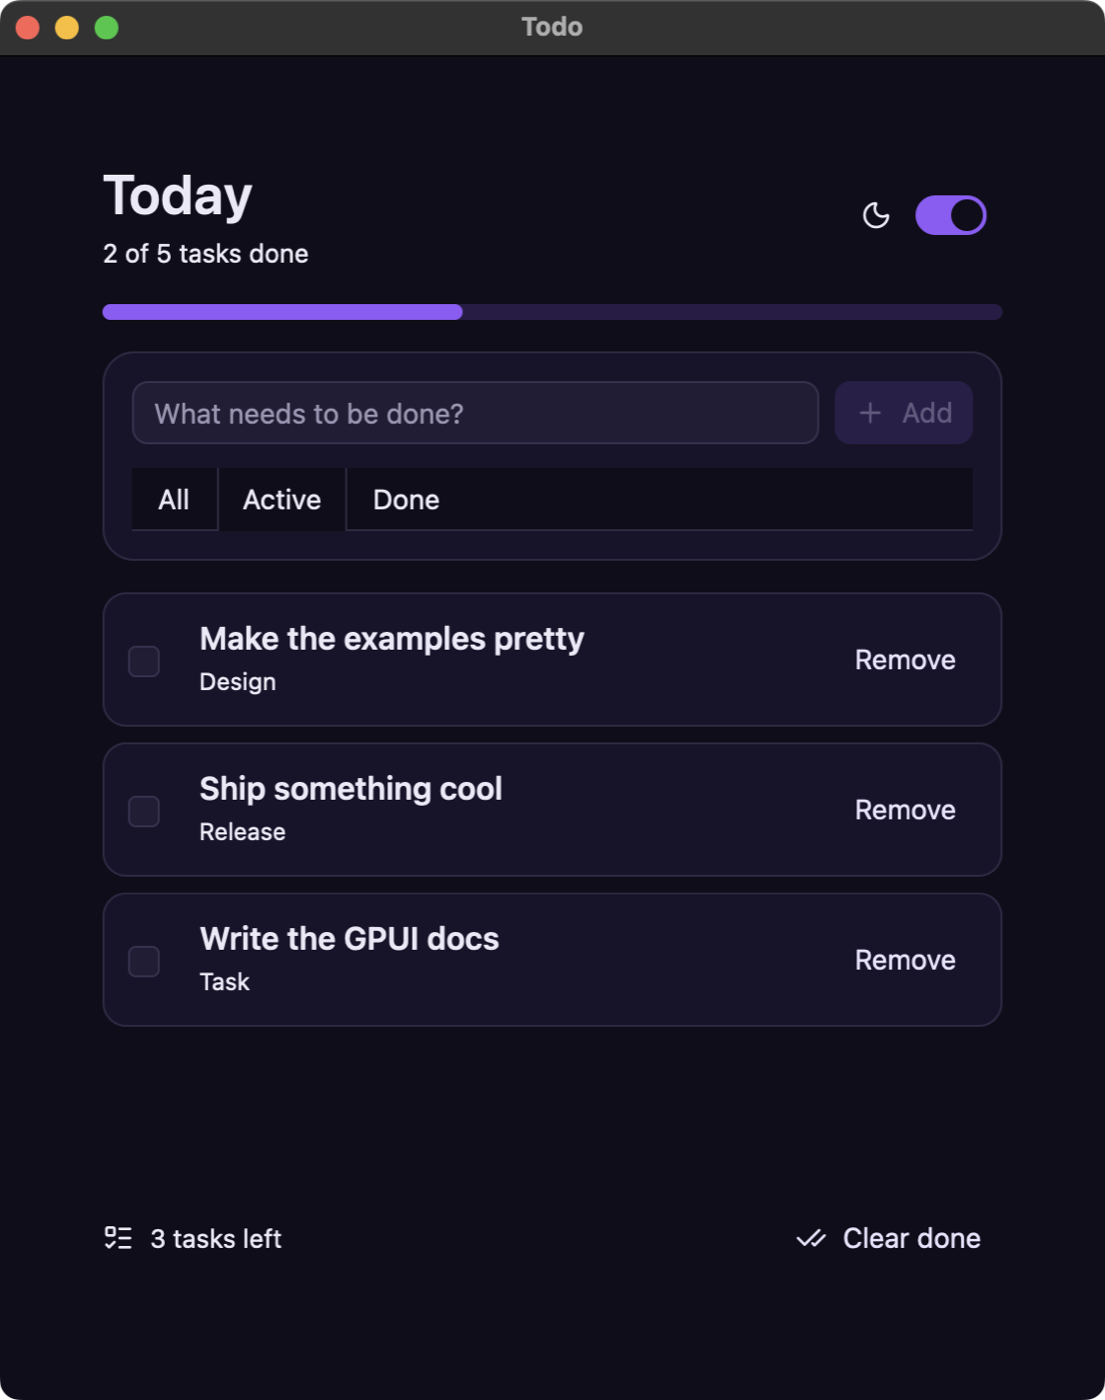 Todo
Today
2 of 5 tasks done
What needs to be done?
+ Add
All Active Done
Make the examples pretty
Design
Remove
Ship something cool
Release
Remove
Write the GPUI docs
Task
Remove
3 tasks left
Clear done